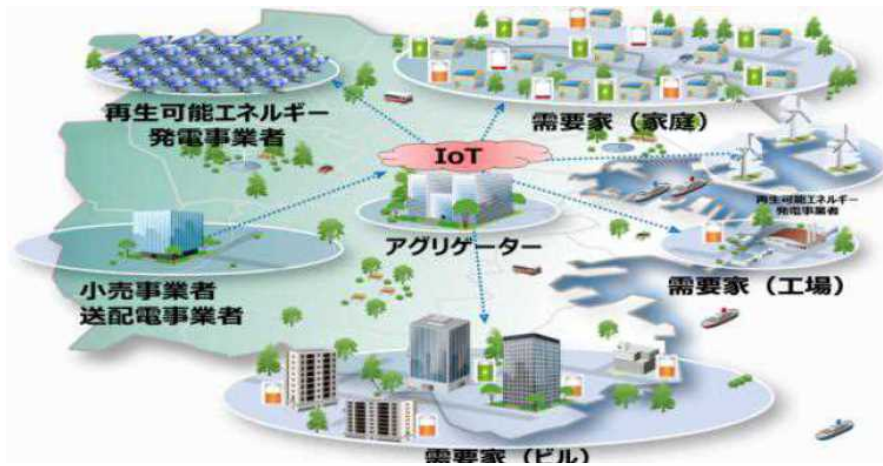 再生可能エネルギー
発電事業者
需要家（家庭）
IoT
再生可能エネルギー
発電事業者
アグリゲーター
需要家（工場）
小売事業者
送配電事業者
需要家（ビル）